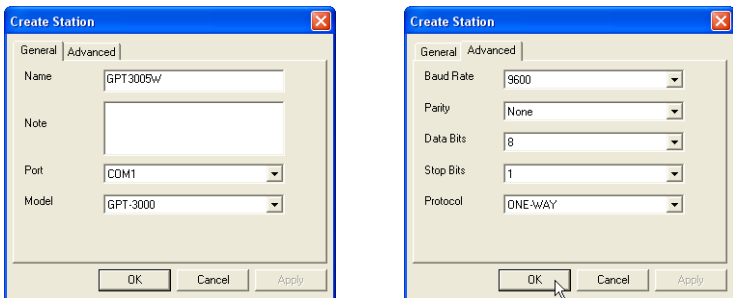 Create Station
General Advanced
Name GPT3005W
Note
Port COM1
Model GPT-3000
OK Cancel Apply
Create Station
General Advanced
Baud Rate 9600
Parity None
Data Bits 8
Stop Bits 1
Protocol ONE-WAY
OK Cancel Apply